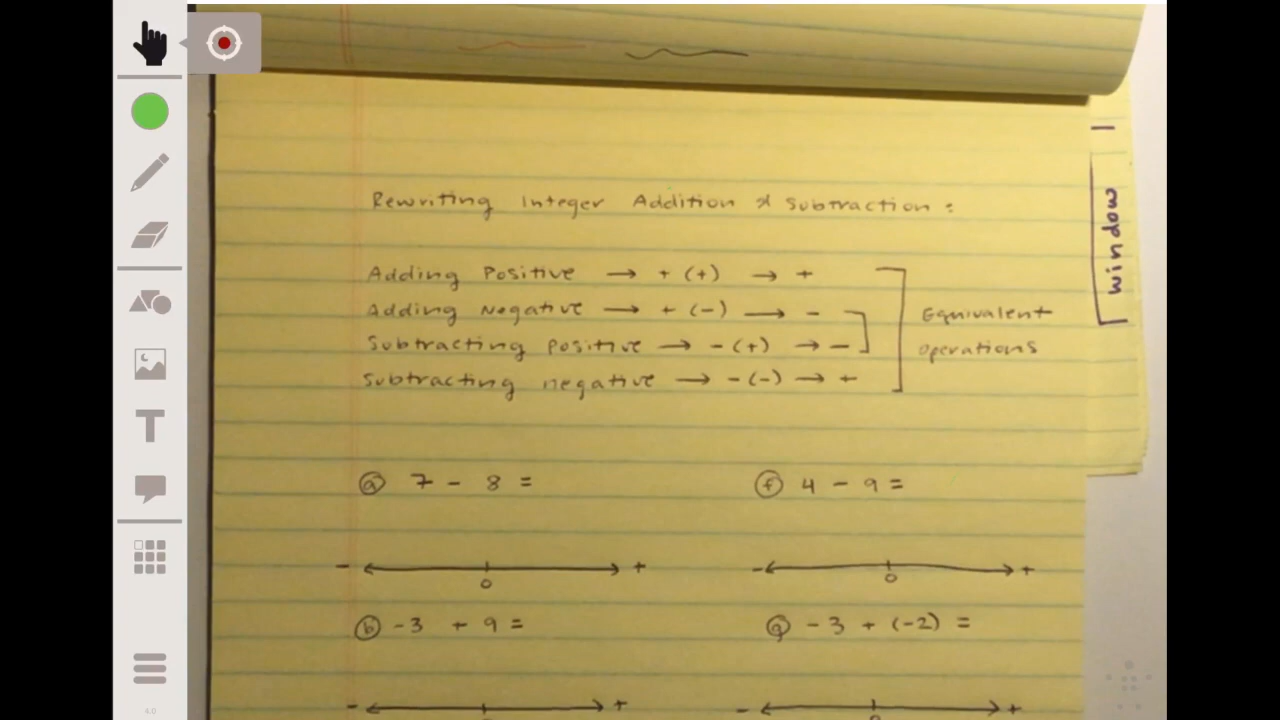 Rewriting Integer Addition & Subtraction:
Adding Positive → + (+) → +
Adding Negative → + (-) → -
Subtracting Positive → - (+) → -
Subtracting negative → - (-) → +
Equivalent
operations
window
T
ⓐ 7 - 8 =
ⓕ 4 - 9 =
- 0 +
- 0 +
ⓑ -3 + 9 =
ⓖ -3 + (-2) =
- +
- +
4.0